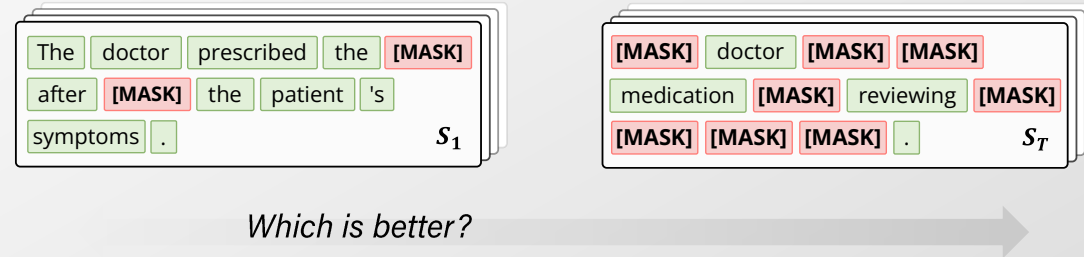 The doctor prescribed the [MASK]
after [MASK] the patient 's
symptoms .
S1
[MASK] doctor [MASK] [MASK]
medication [MASK] reviewing [MASK]
[MASK] [MASK] [MASK] .
ST
Which is better?